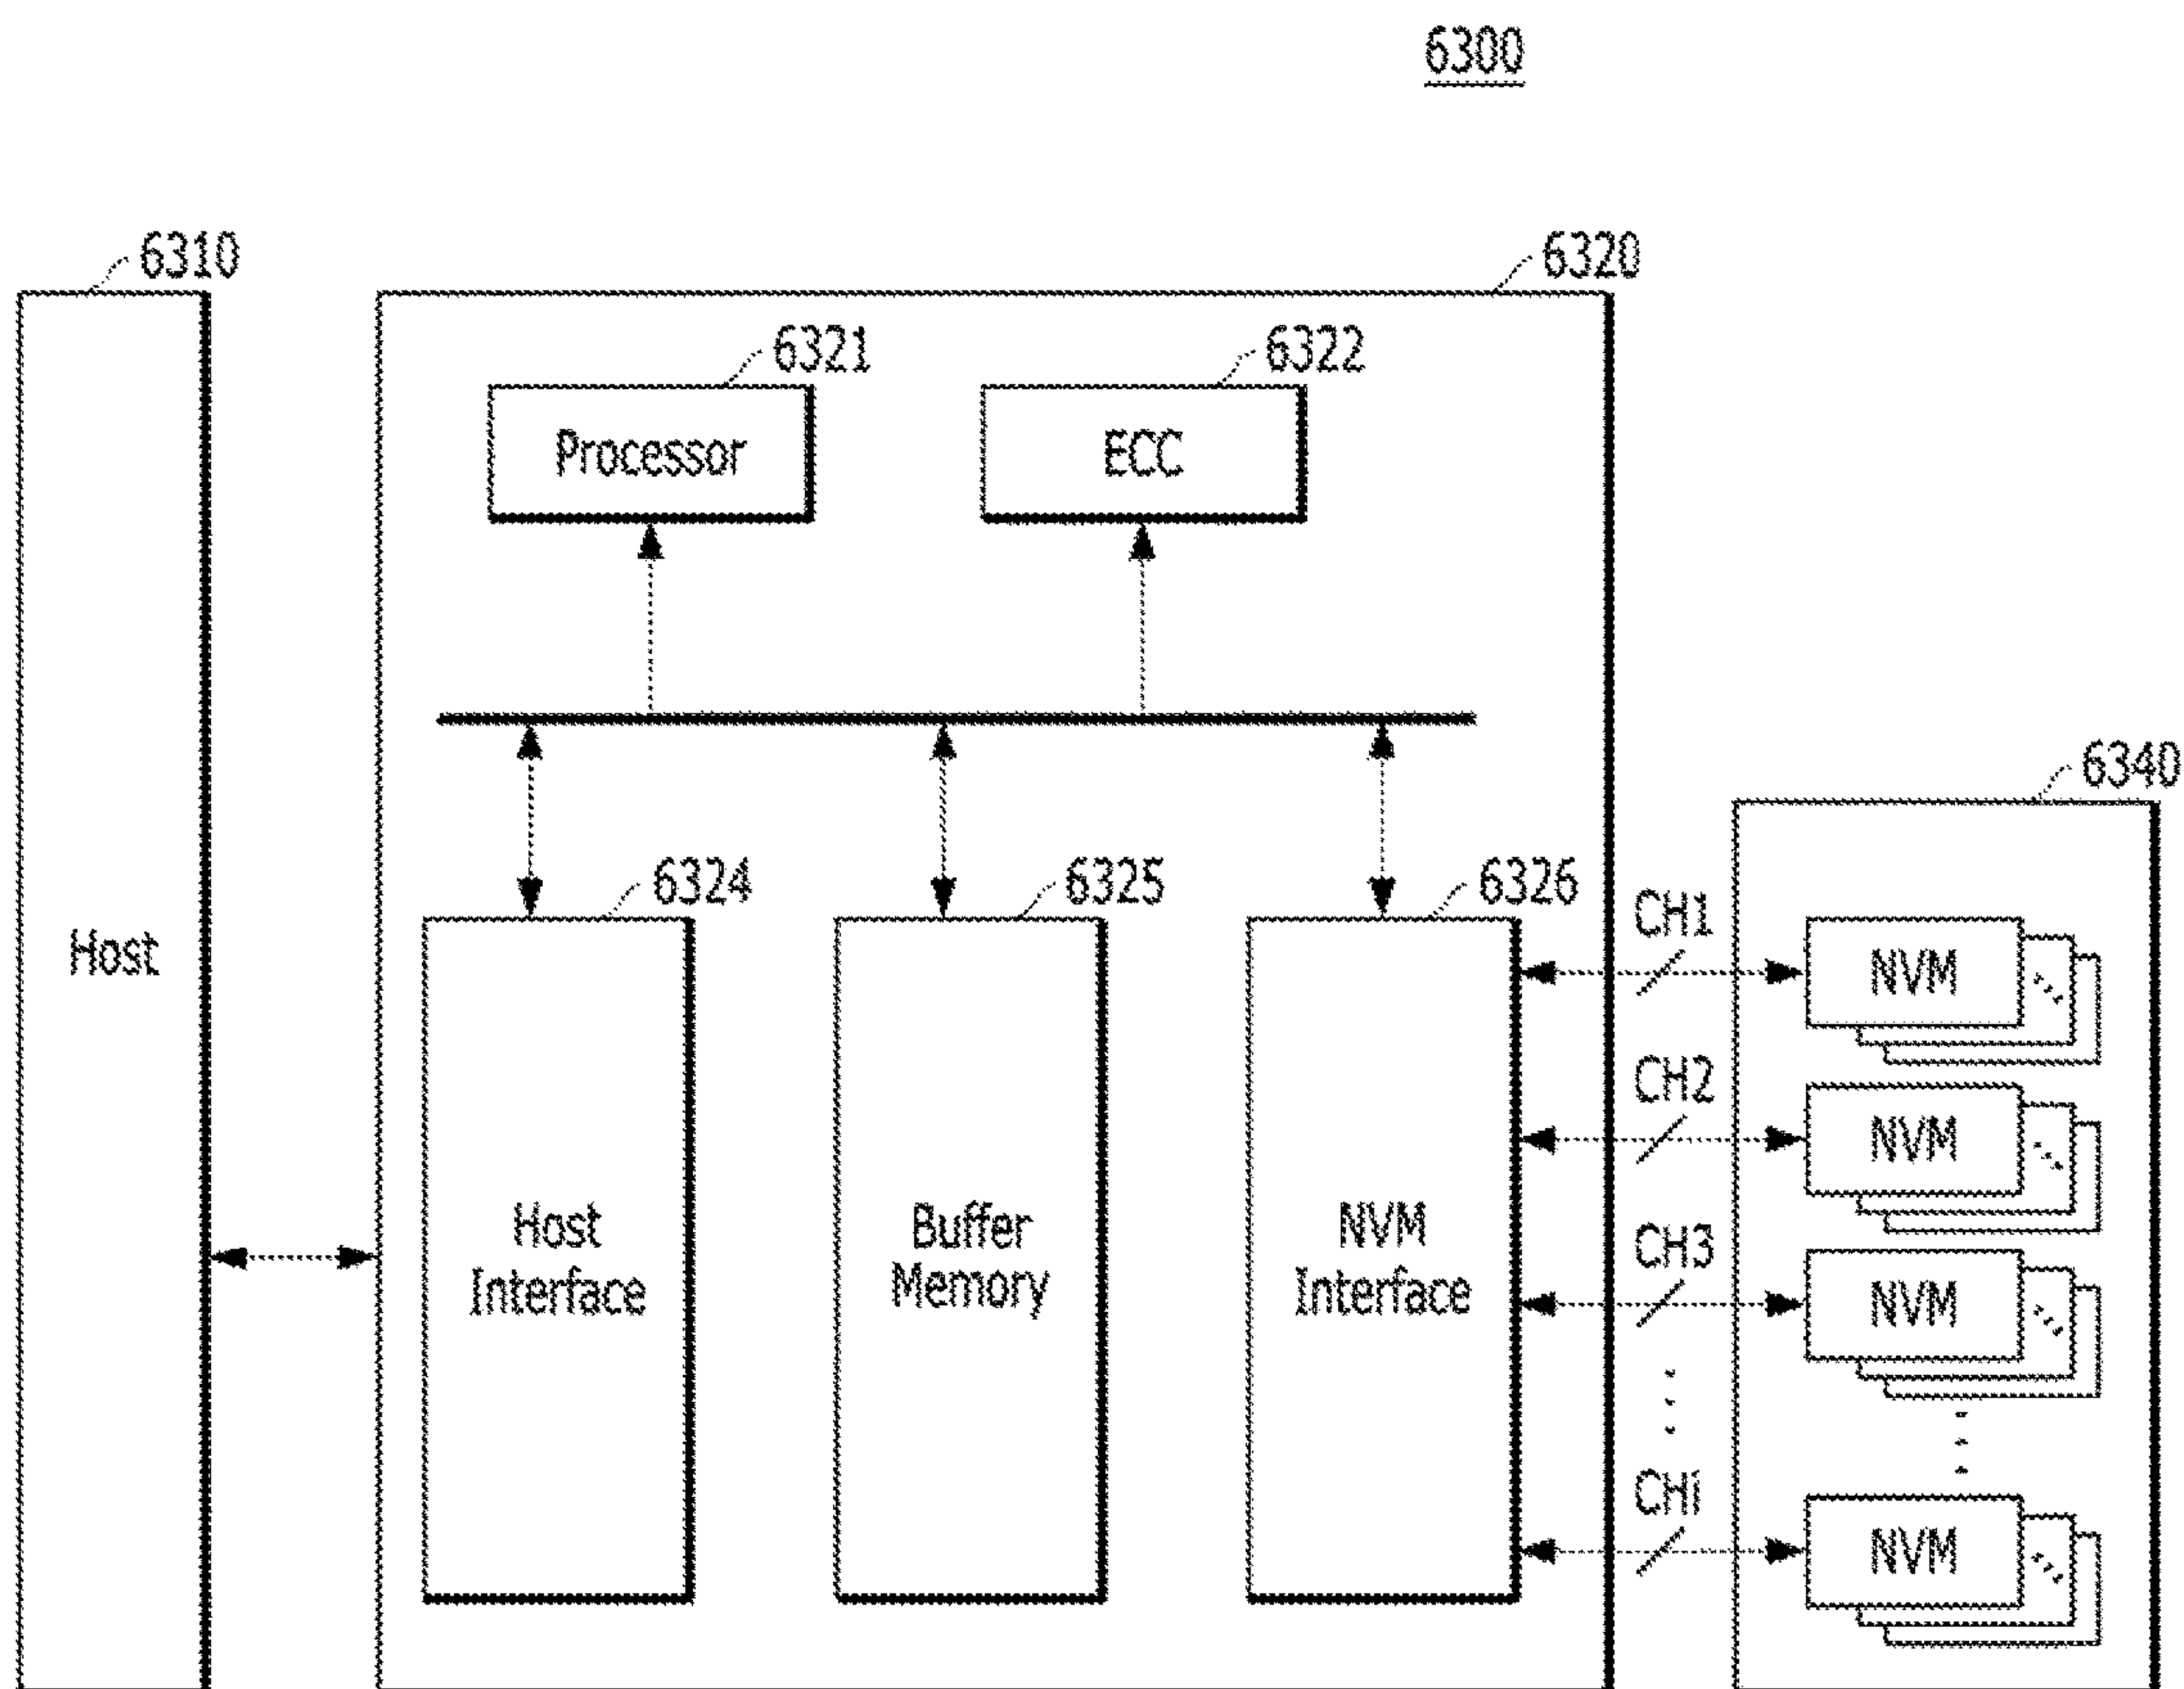 6300
6310
6320
6321
6322
Processor
ECC
6340
6324
6325
6326
CH1
Host
NVM
CH2
NVM
Host
Interface
Buffer
Memory
NVM
Interface
CH3
NVM
CHi
NVM